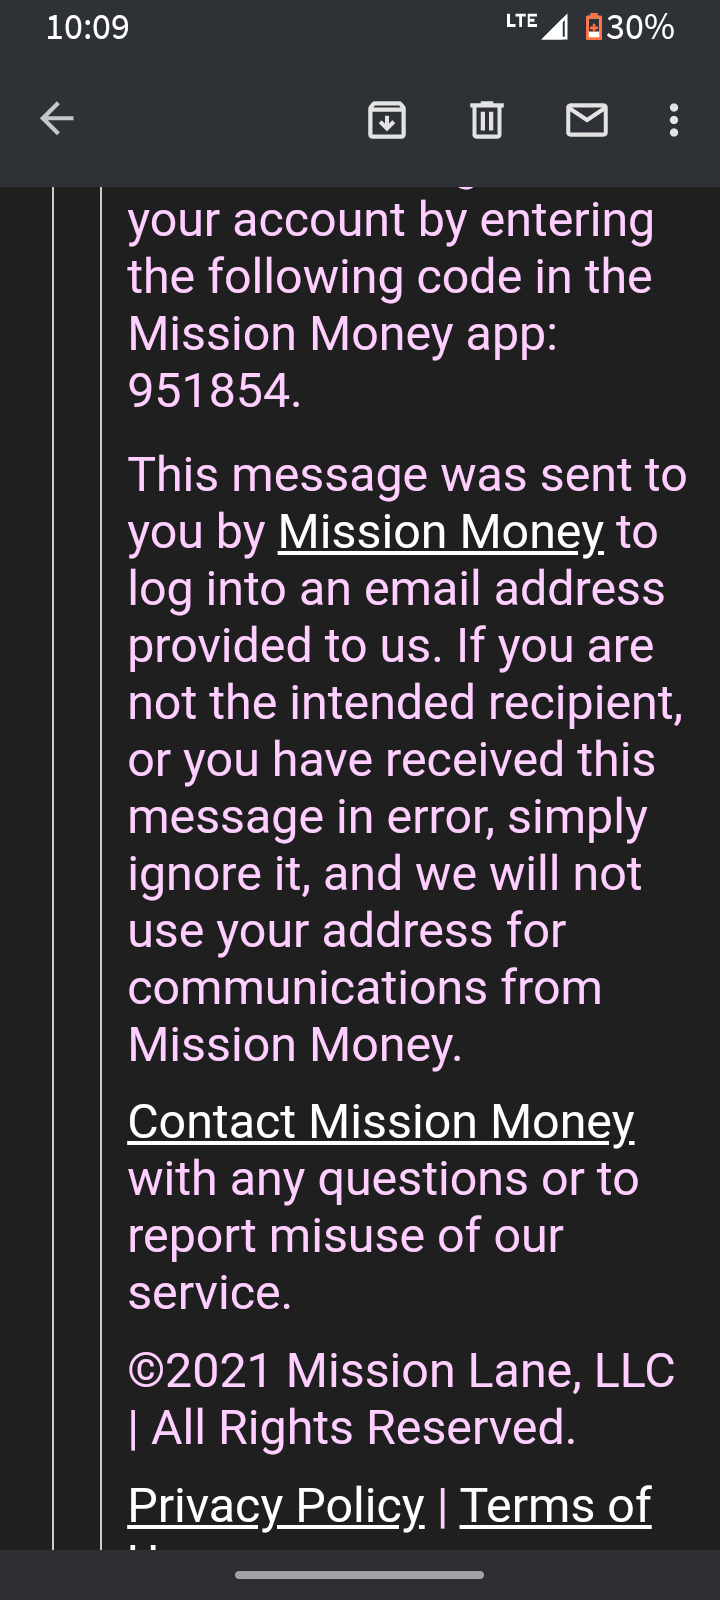 10:09 LTE 30%
your account by entering
the following code in the
Mission Money app:
951854.
This message was sent to
you by Mission Money to
log into an email address
provided to us. If you are
not the intended recipient,
or you have received this
message in error, simply
ignore it, and we will not
use your address for
communications from
Mission Money.
Contact Mission Money
with any questions or to
report misuse of our
service.
©2021 Mission Lane, LLC
| All Rights Reserved.
Privacy Policy | Terms of